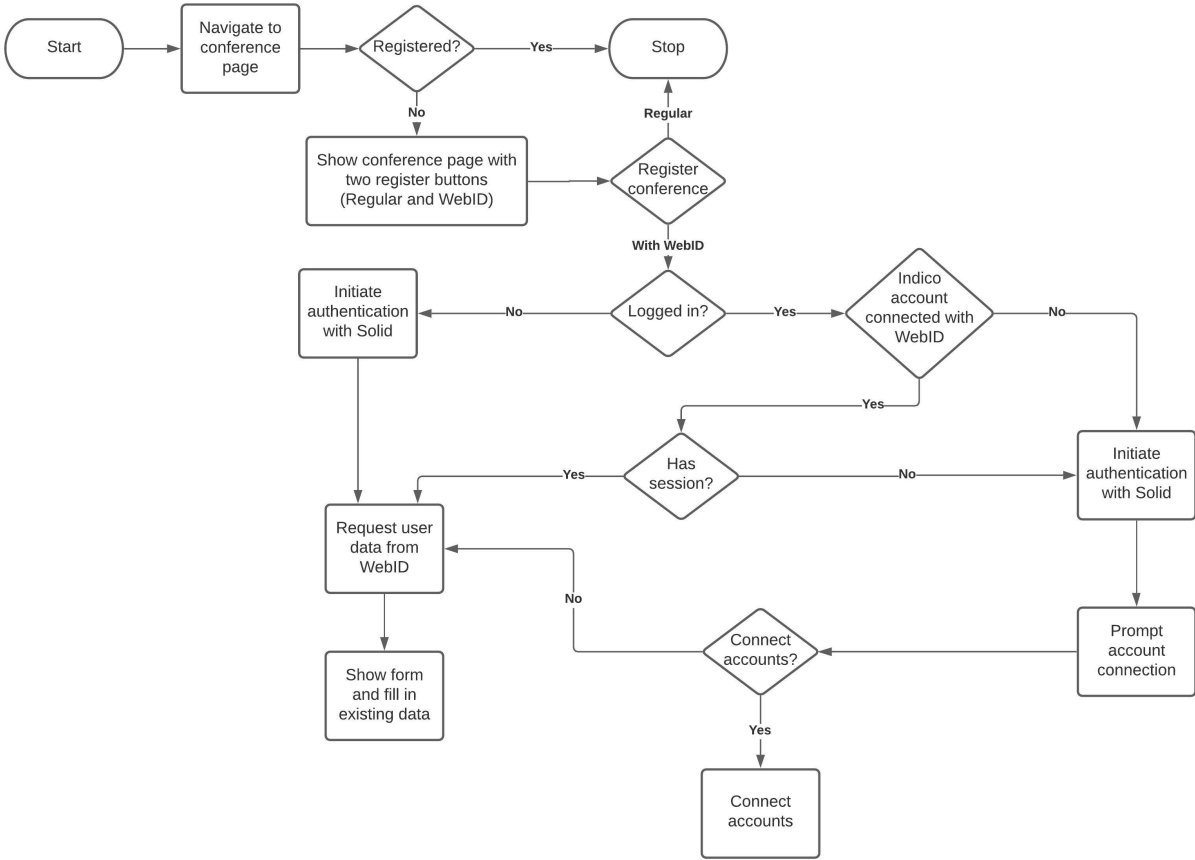 Start
Navigate to
conference
page
Registered?
Yes
Stop
No
Regular
Show conference page with
two register buttons
(Regular and WebID)
Register
conference
With WebID
Initiate
authentication
with Solid
No
Logged in?
Yes
Indico
account
connected with
WebID
No
Yes
Has
session?
Yes
No
Initiate
authentication
with Solid
Request user
data from
WebID
No
Connect
accounts?
Prompt
account
connection
Show form
and fill in
existing data
Yes
Connect
accounts